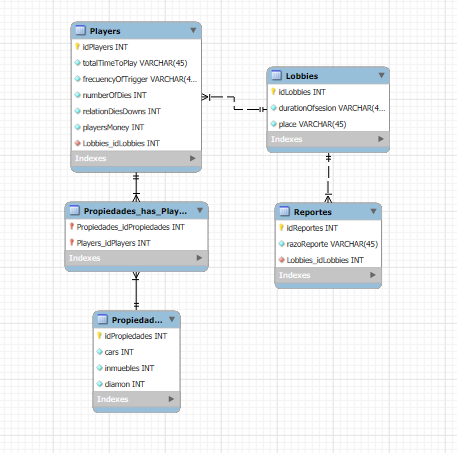 Players
idPlayers INT
totalTimeToPlay VARCHAR(45)
frecuencyOfTrigger VARCHAR(4...
numberOfDies INT
relationDiesDowns INT
playersMoney INT
Lobbies_idLobbies INT
Indexes
Lobbies
idLobbies INT
durationOfsesion VARCHAR(4...
place VARCHAR(45)
Indexes
Propiedades_has_Play...
Propiedades_idPropiedades INT
Players_idPlayers INT
Indexes
Reportes
idReportes INT
razoReporte VARCHAR(45)
Lobbies_idLobbies INT
Indexes
Propiedad...
idPropiedades INT
cars INT
inmuebles INT
diamon INT
Indexes